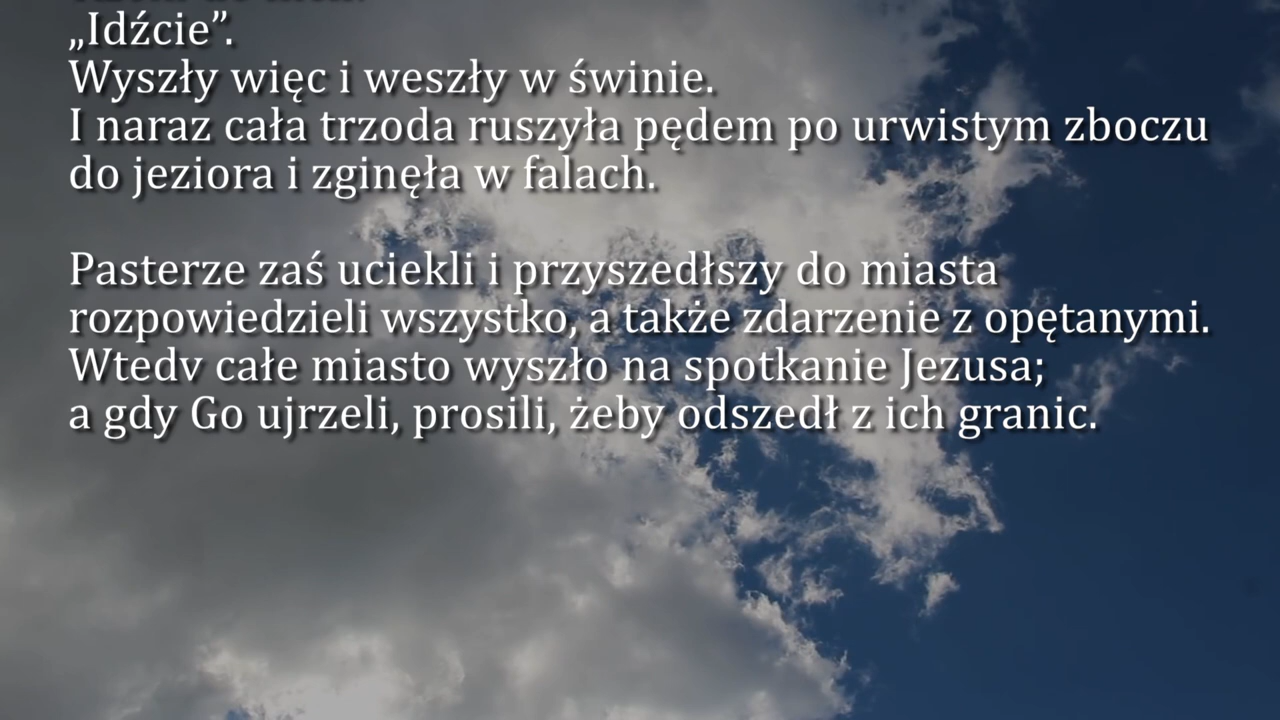 „Idźcie”.
Wyszły więc i weszły w świnie.
I naraz cała trzoda ruszyła pędem po urwistym zboczu
do jeziora i zginęła w falach.
Pasterze zaś uciekli i przyszedłszy do miasta
rozpowiedzieli wszystko, a także zdarzenie z opętanymi.
Wtedv całe miasto wyszło na spotkanie Jezusa;
a gdy Go ujrzeli, prosili, żeby odszedł z ich granic.